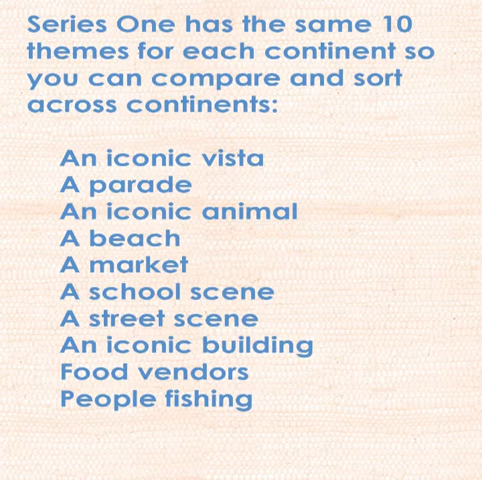 Series One has the same 10
themes for each continent so
you can compare and sort
across continents:
An iconic vista
A parade
An iconic animal
A beach
A market
A school scene
A street scene
An iconic building
Food vendors
People fishing